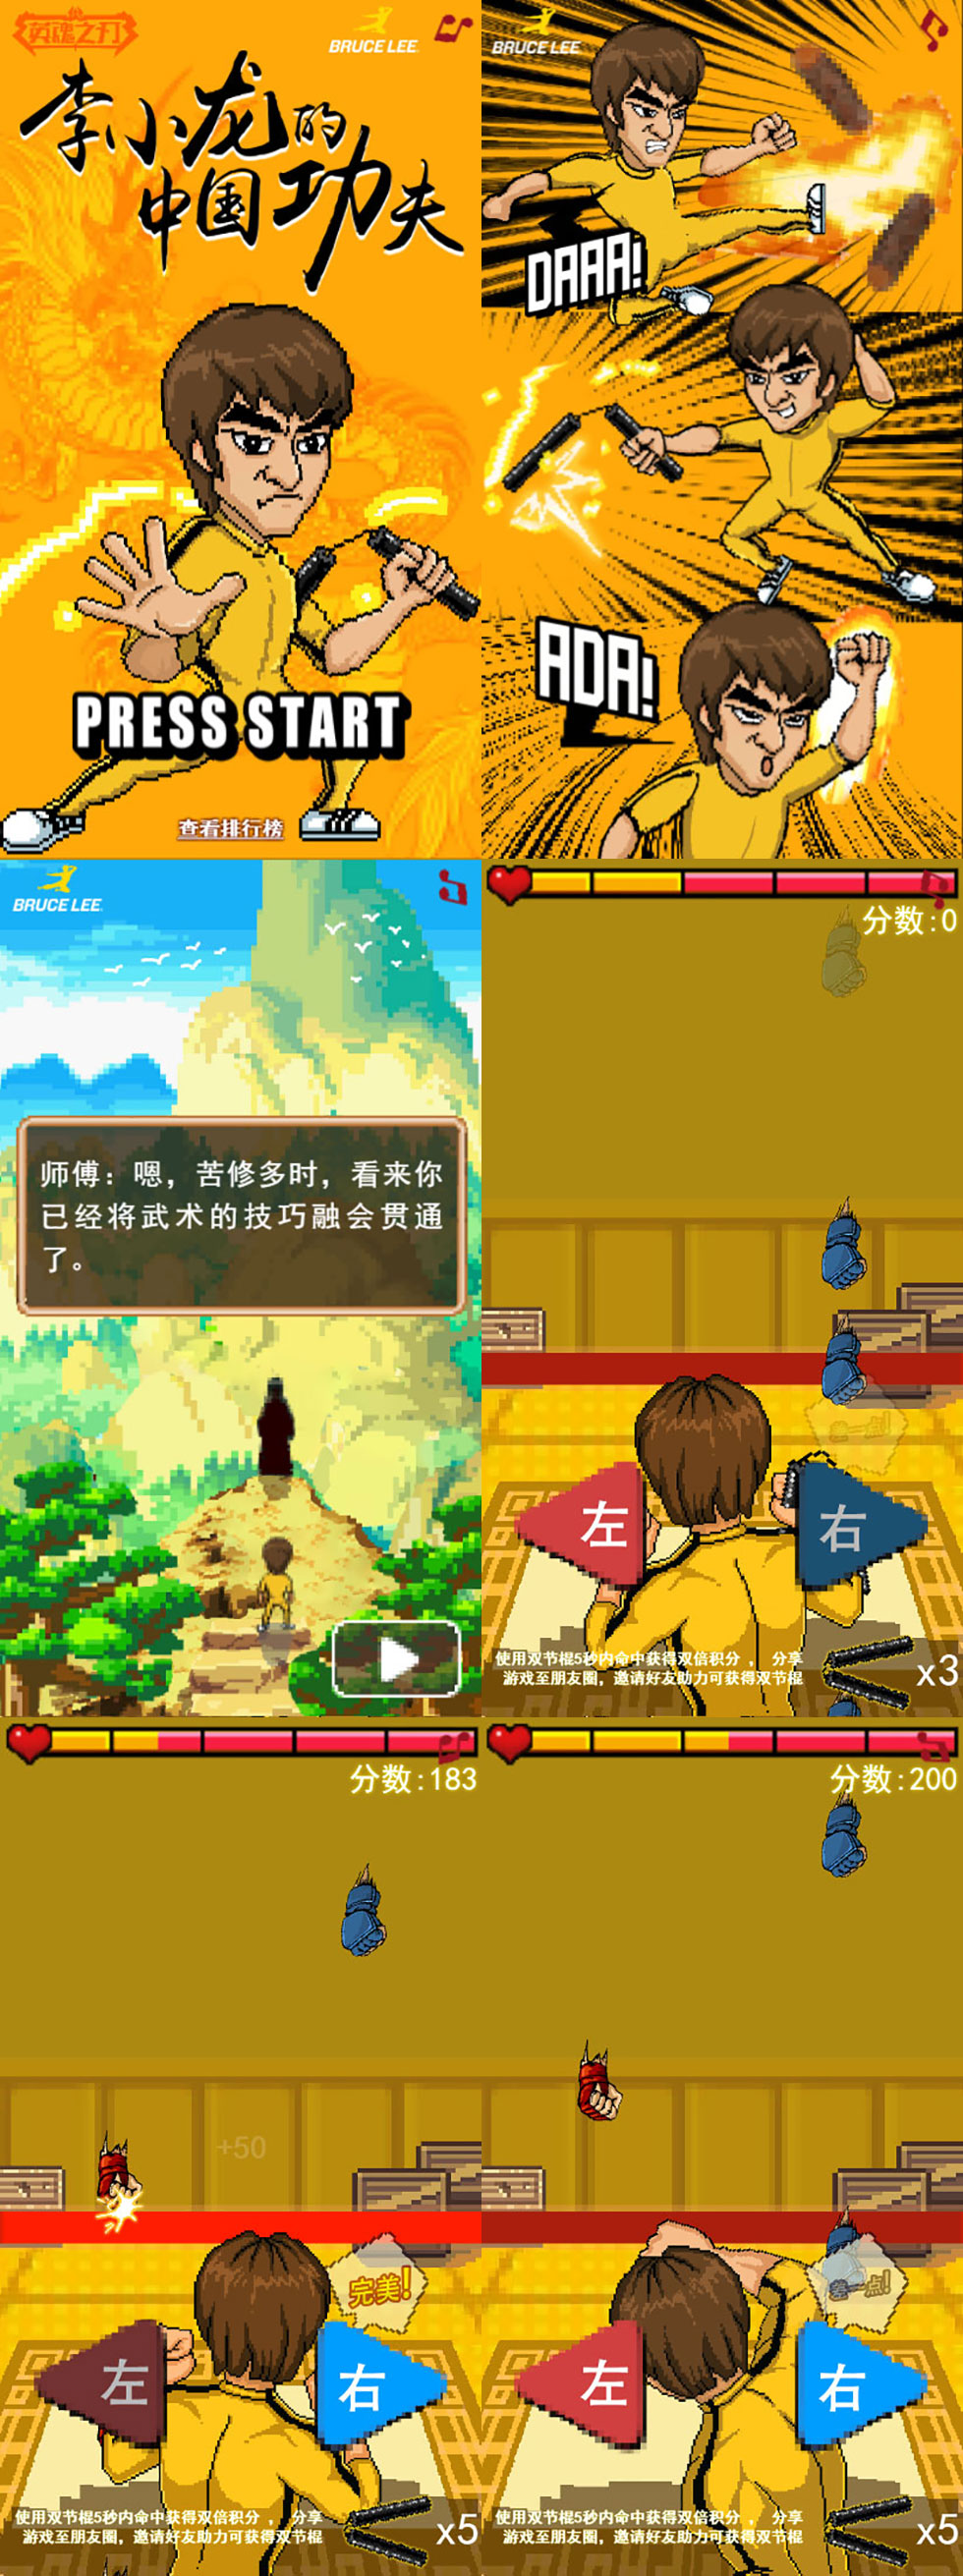 英魂之刃
BRUCE LEE
李小龙的
中国功夫
PRESS START
查看排行榜
BRUCE LEE
DAAA!
ADA!
BRUCE LEE
师傅：嗯，苦修多时，看来你
已经将武术的技巧融会贯通
了。
分数:0
差一点!
左
右
使用双节棍5秒内命中获得双倍积分， 分享
游戏至朋友圈，邀请好友助力可获得双节棍
x3
分数:183
+50
完美!
左
右
使用双节棍5秒内命中获得双倍积分， 分享
游戏至朋友圈，邀请好友助力可获得双节棍
x5
分数:200
差一点!
左
右
使用双节棍5秒内命中获得双倍积分， 分享
游戏至朋友圈，邀请好友助力可获得双节棍
x5